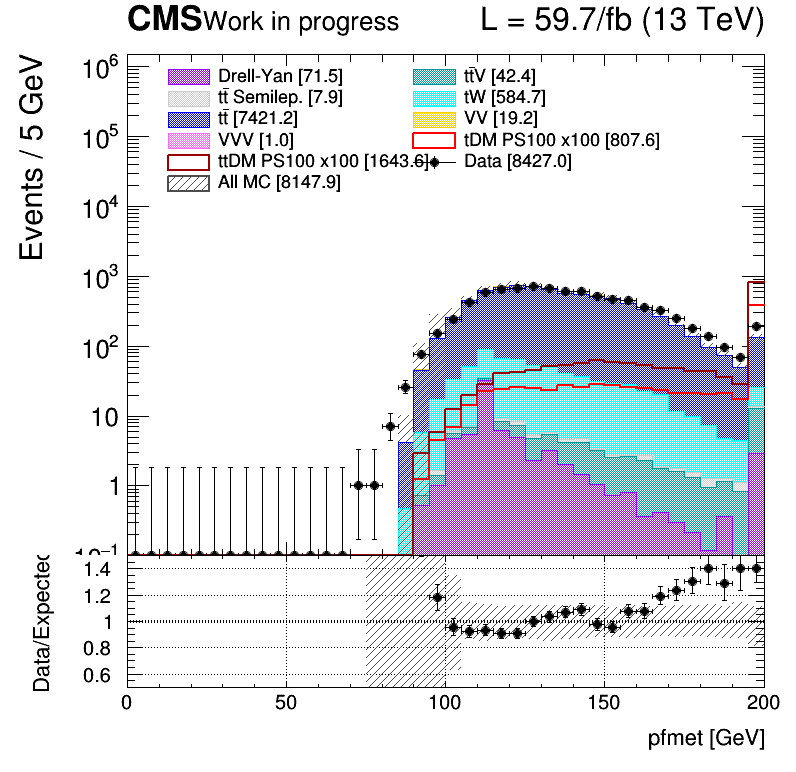 CMS Work in progress L = 59.7/fb (13 TeV)
Events / 5 GeV
10⁶
10⁵
10⁴
10³
10²
10
1
10⁻¹
Drell-Yan [71.5] tt̄V [42.4]
tt̄ Semilep. [7.9] tW [584.7]
tt̄ [7421.2] VV [19.2]
VVV [1.0] tDM PS100 x100 [807.6]
ttDM PS100 x100 [1643.6] Data [8427.0]
All MC [8147.9]
Data/Expected
1.4
1.2
1
0.8
0.6
0 50 100 150 200
pfmet [GeV]